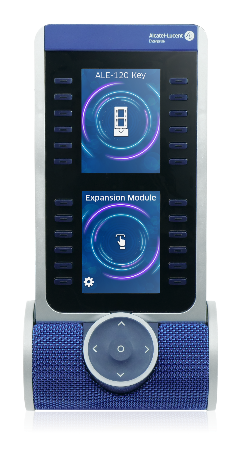 Alcatel-Lucent
Enterprise
ALE-120 Key
Expansion Module